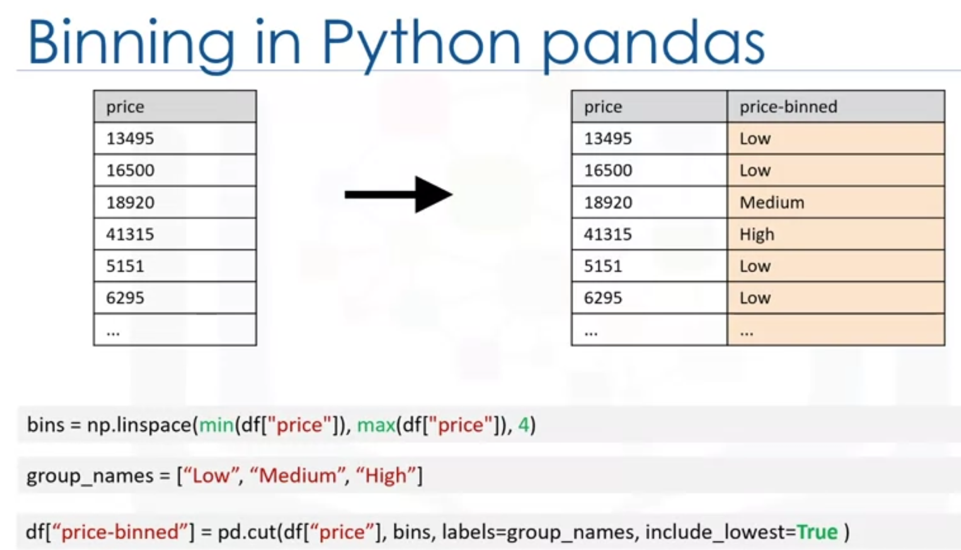 Binning in Python pandas
price
13495
16500
18920
41315
5151
6295
...
price price-binned
13495 Low
16500 Low
18920 Medium
41315 High
5151 Low
6295 Low
... ...
bins = np.linspace(min(df["price"]), max(df["price"]), 4)
group_names = [“Low”, “Medium”, “High”]
df[“price-binned”] = pd.cut(df[“price”], bins, labels=group_names, include_lowest=True )